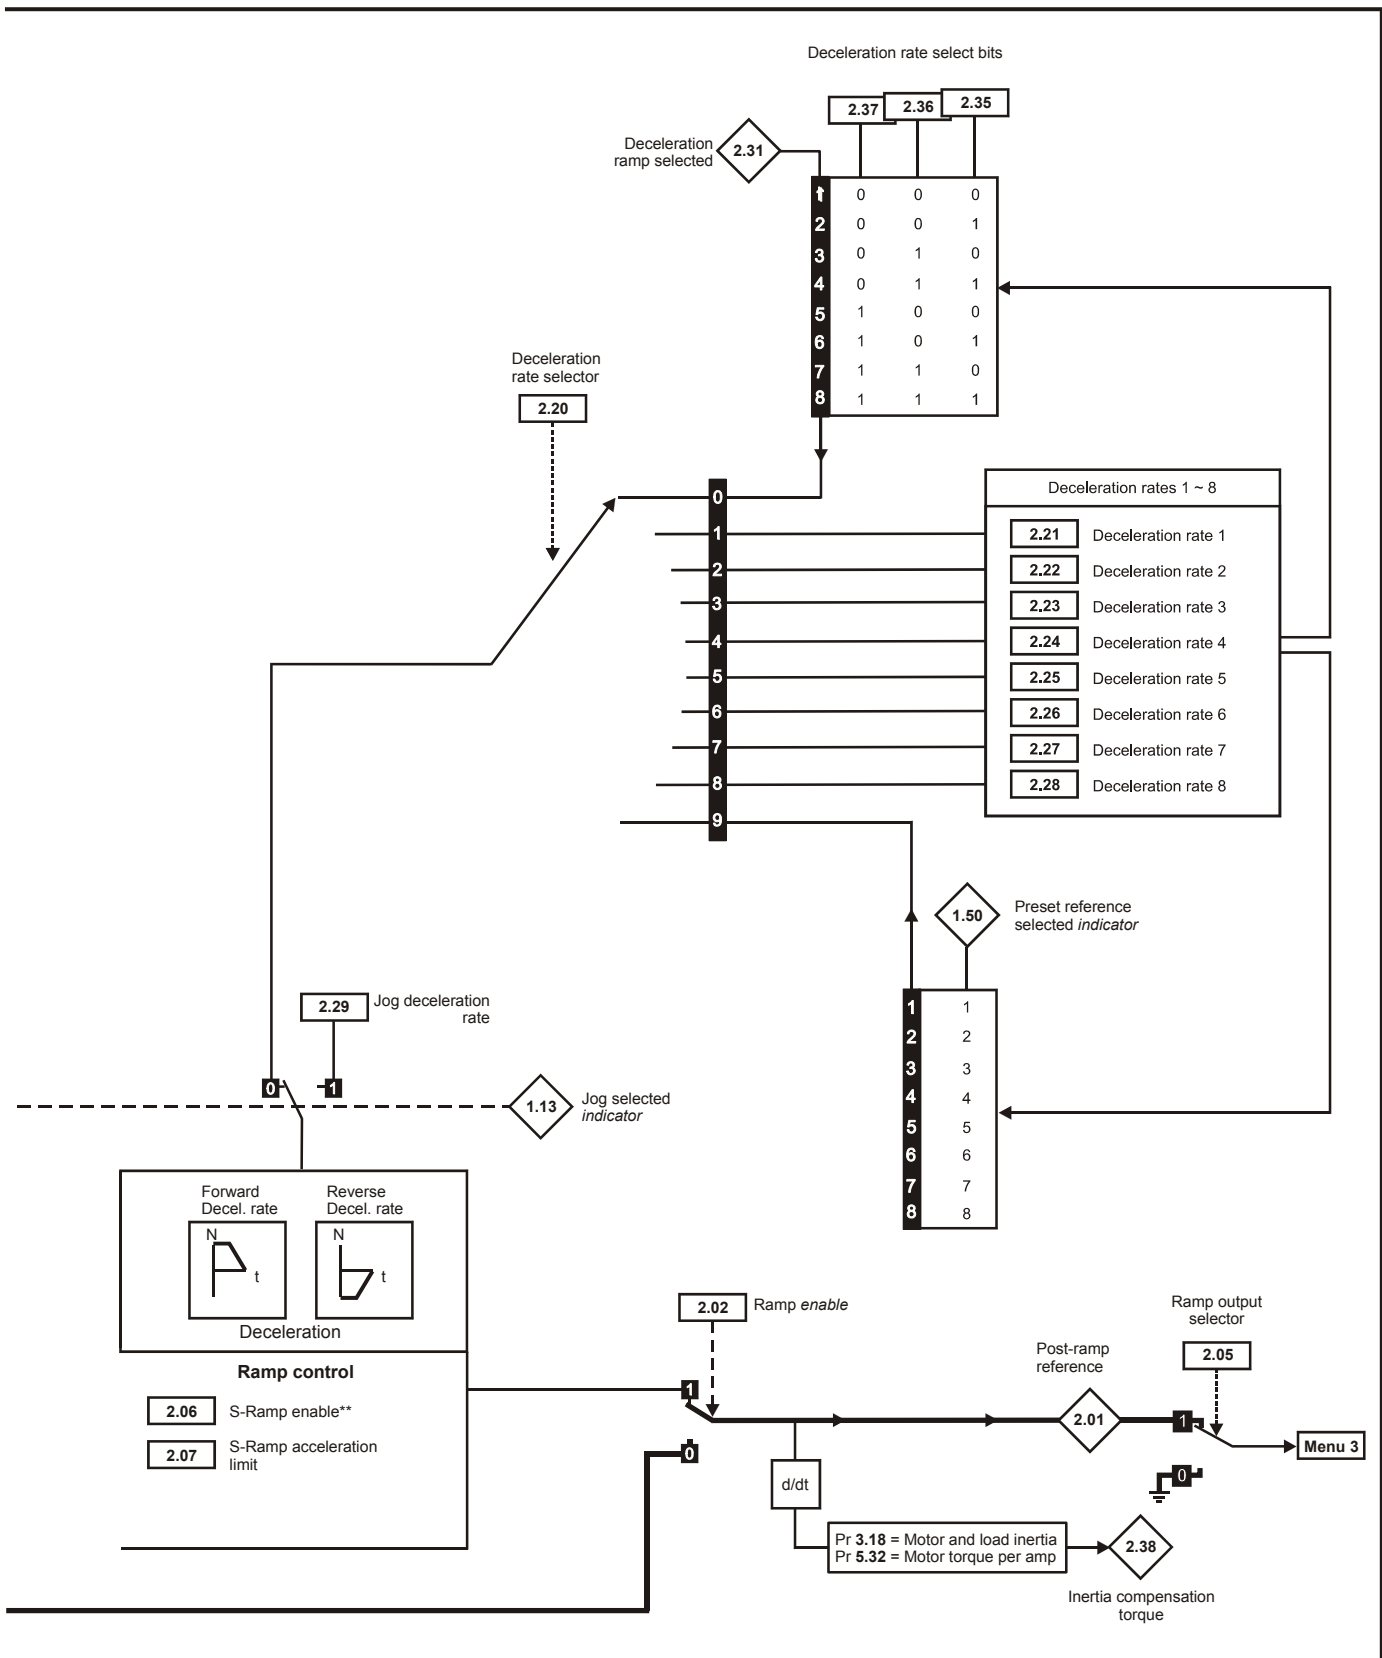 Deceleration rate select bits
2.37 2.36 2.35
Deceleration
ramp selected
2.31
1 0 0 0
2 0 0 1
3 0 1 0
4 0 1 1
5 1 0 0
6 1 0 1
7 1 1 0
8 1 1 1
Deceleration
rate selector
2.20
0
1
2
3
4
5
6
7
8
9
Deceleration rates 1 ~ 8
2.21 Deceleration rate 1
2.22 Deceleration rate 2
2.23 Deceleration rate 3
2.24 Deceleration rate 4
2.25 Deceleration rate 5
2.26 Deceleration rate 6
2.27 Deceleration rate 7
2.28 Deceleration rate 8
1.50
Preset reference
selected indicator
1 1
2 2
3 3
4 4
5 5
6 6
7 7
8 8
2.29
Jog deceleration
rate
0 1
1.13
Jog selected
indicator
Forward
Decel. rate
N
t
Reverse
Decel. rate
N
t
Deceleration
Ramp control
2.06 S-Ramp enable**
2.07 S-Ramp acceleration
limit
2.02 Ramp enable
1
0
Post-ramp
reference
2.01
Ramp output
selector
2.05
1
0
Menu 3
d/dt
Pr 3.18 = Motor and load inertia
Pr 5.32 = Motor torque per amp
2.38
Inertia compensation
torque